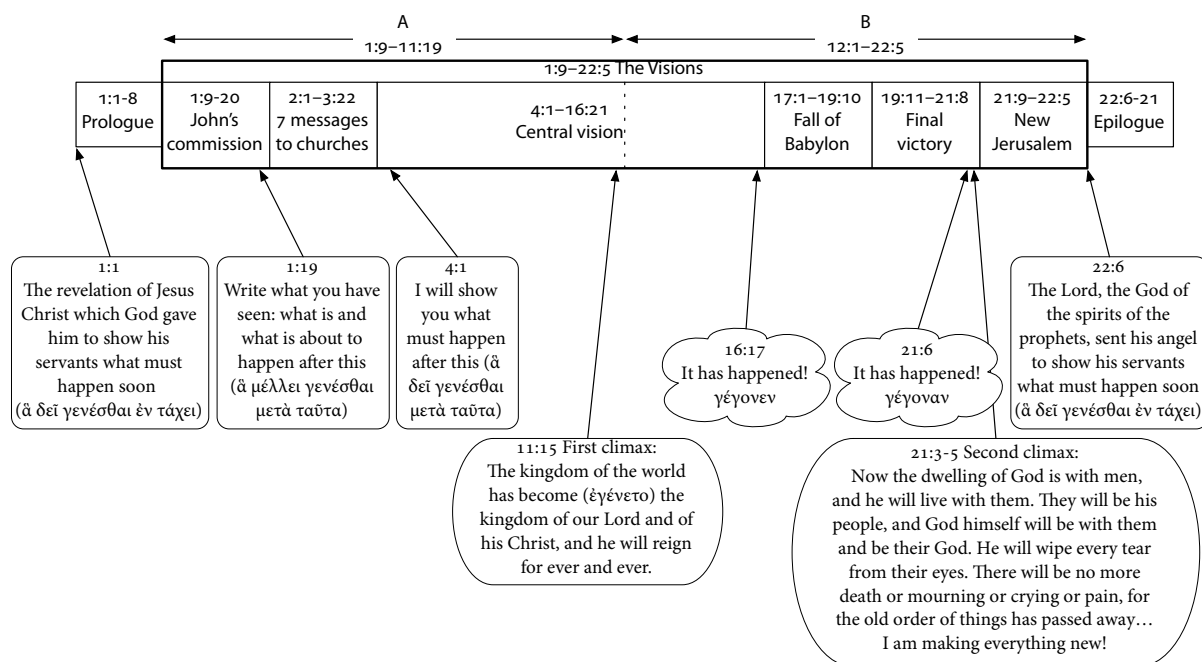 A
B
1:9–11:19
12:1–22:5
1:9–22:5 The Visions
1:1-8
Prologue
1:9-20
John's
commission
2:1–3:22
7 messages
to churches
4:1–16:21
Central vision
17:1–19:10
Fall of
Babylon
19:11–21:8
Final
victory
21:9–22:5
New
Jerusalem
22:6-21
Epilogue
1:1
The revelation of Jesus
Christ which God gave
him to show his
servants what must
happen soon
(ἃ δεῖ γενέσθαι ἐν τάχει)
1:19
Write what you have
seen: what is and
what is about to
happen after this
(ἃ μέλλει γενέσθαι
μετὰ ταῦτα)
4:1
I will show
you what
must happen
after this (ἃ
δεῖ γενέσθαι
μετὰ ταῦτα)
16:17
It has happened!
γέγονεν
21:6
It has happened!
γέγοναν
22:6
The Lord, the God of
the spirits of the
prophets, sent his angel
to show his servants
what must happen soon
(ἃ δεῖ γενέσθαι ἐν τάχει)
11:15 First climax:
The kingdom of the world
has become (ἐγένετο) the
kingdom of our Lord and of
his Christ, and he will reign
for ever and ever.
21:3-5 Second climax:
Now the dwelling of God is with men,
and he will live with them. They will be his
people, and God himself will be with them
and be their God. He will wipe every tear
from their eyes. There will be no more
death or mourning or crying or pain, for
the old order of things has passed away…
I am making everything new!